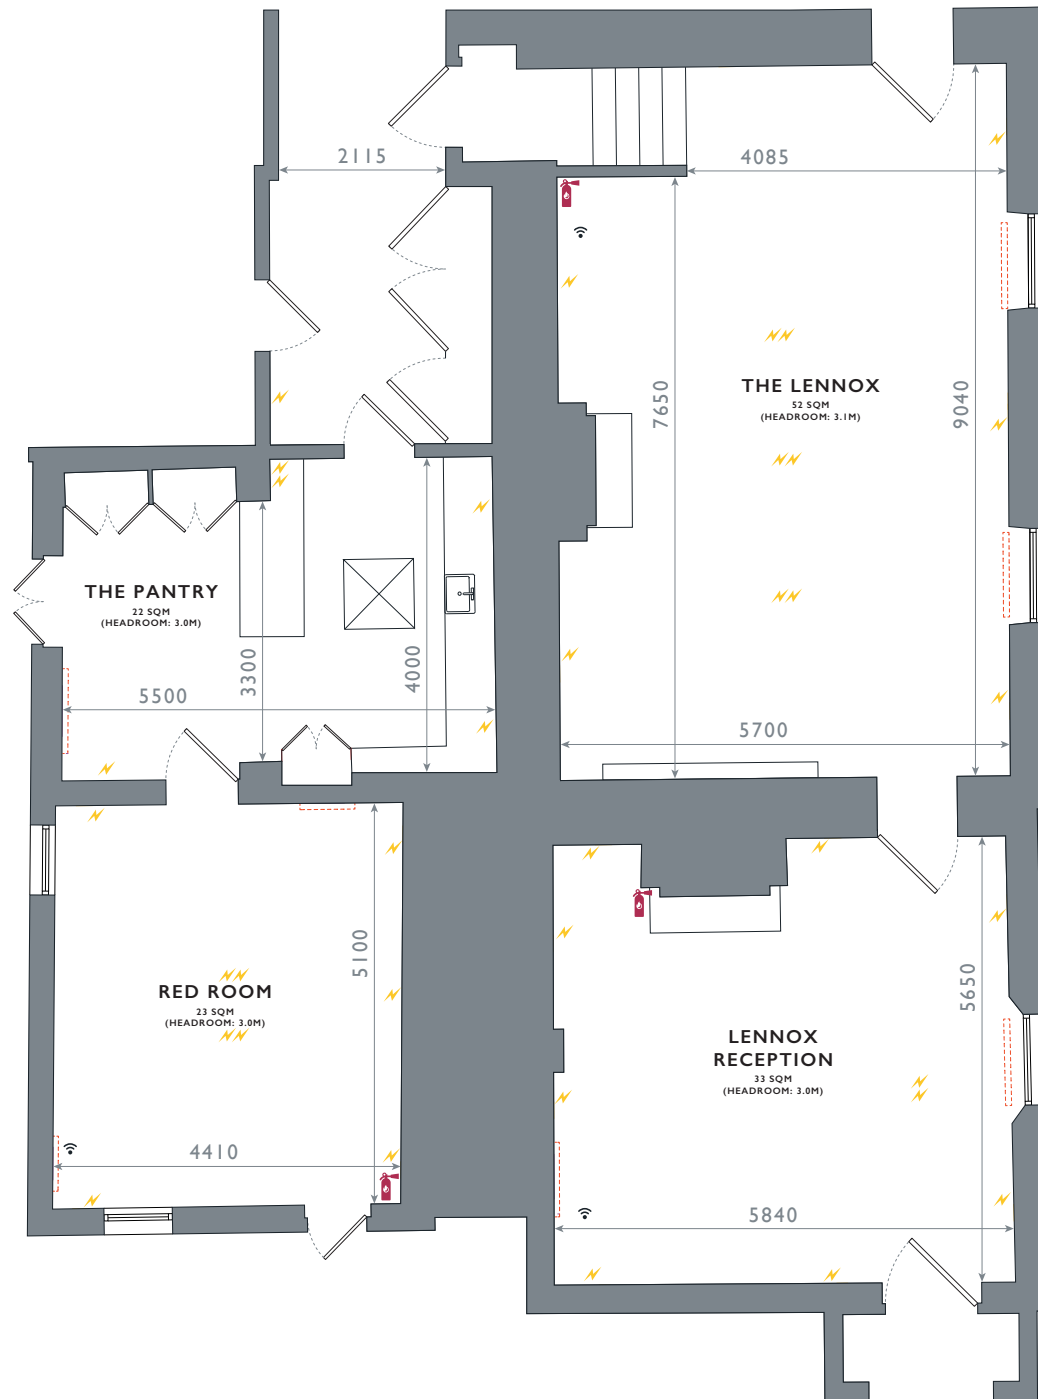 2115
4085
7650
9040
THE LENNOX
52 SQM
(HEADROOM: 3.1M)
THE PANTRY
22 SQM
(HEADROOM: 3.0M)
3300
4000
5500
5700
5100
RED ROOM
23 SQM
(HEADROOM: 3.0M)
5650
LENNOX
RECEPTION
33 SQM
(HEADROOM: 3.0M)
4410
5840